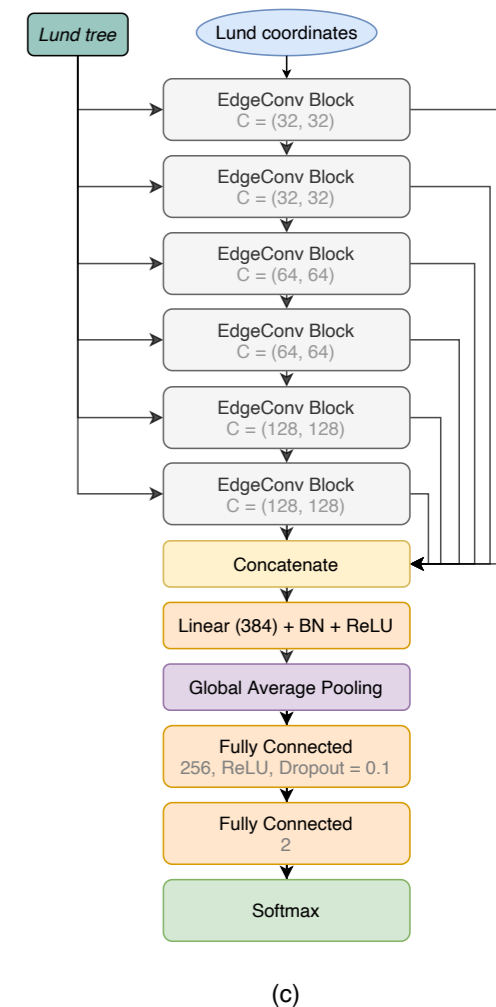 Lund tree
Lund coordinates
EdgeConv Block
C = (32, 32)
EdgeConv Block
C = (32, 32)
EdgeConv Block
C = (64, 64)
EdgeConv Block
C = (64, 64)
EdgeConv Block
C = (128, 128)
EdgeConv Block
C = (128, 128)
Concatenate
Linear (384) + BN + ReLU
Global Average Pooling
Fully Connected
256, ReLU, Dropout = 0.1
Fully Connected
2
Softmax
(c)